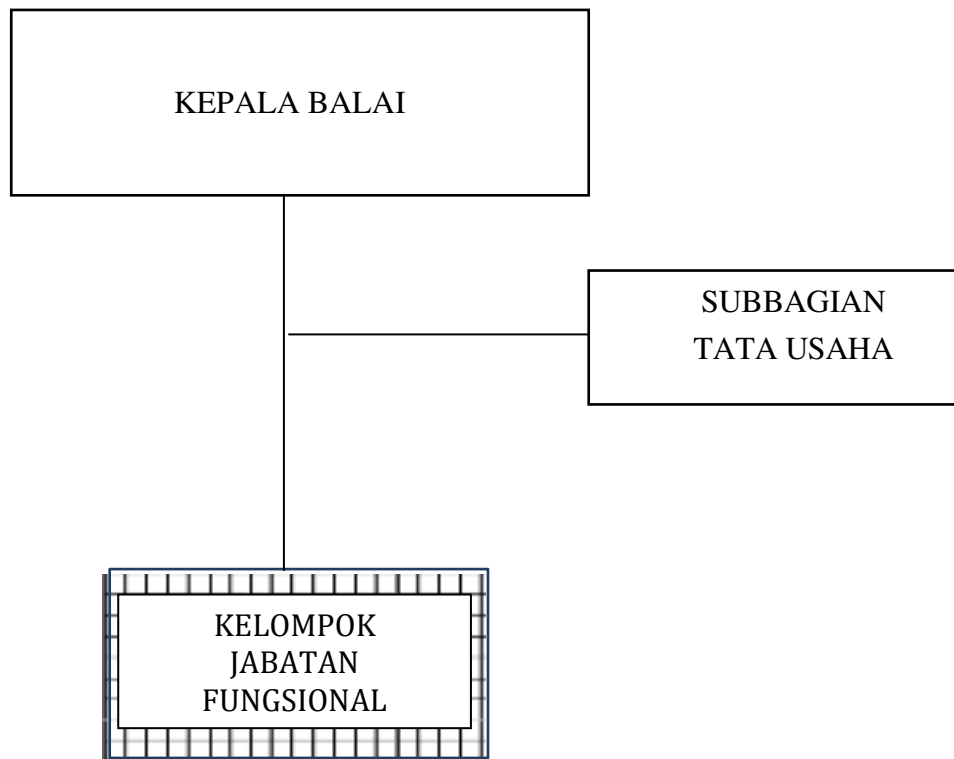 KEPALA BALAI
SUBBAGIAN
TATA USAHA
KELOMPOK
JABATAN
FUNGSIONAL